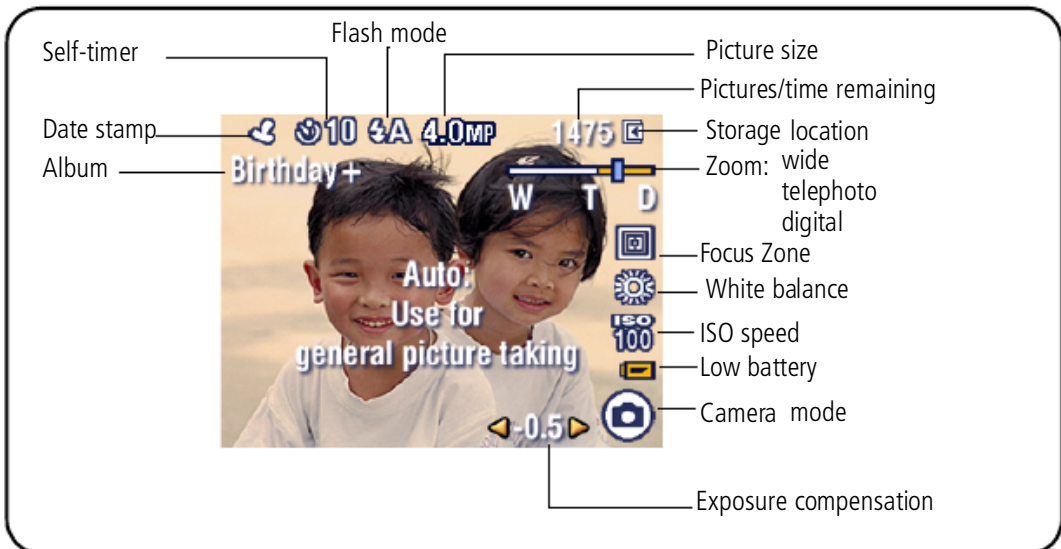 Self-timer
Flash mode
Picture size
Pictures/time remaining
Date stamp
Storage location
Album
Zoom: wide
telephoto
digital
10 A 4.0MP 1475
Birthday+
W T D
Auto:
Use for
general picture taking
ISO
100
-0.5
Focus Zone
White balance
ISO speed
Low battery
Camera mode
Exposure compensation